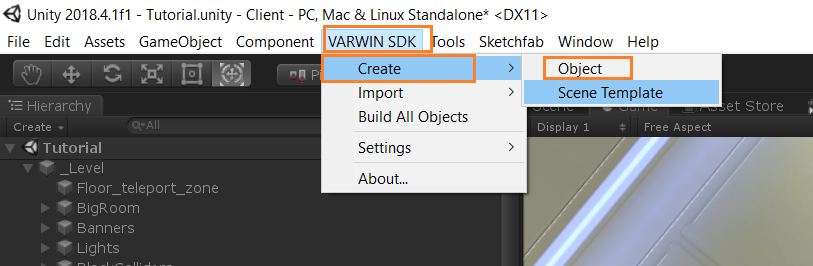 Unity 2018.4.1f1 - Tutorial.unity - Client - PC, Mac & Linux Standalone* <DX11>
File Edit Assets GameObject Component VARWIN SDK Tools Sketchfab Window Help
Create Object
Import Scene Template
Build All Objects
Settings
About...
Pi
Hierarchy
Create All
Tutorial
_Level
Floor_teleport_zone
BigRoom
Banners
Lights
BlockColliders
Asset Store
Display 1 Free Aspect